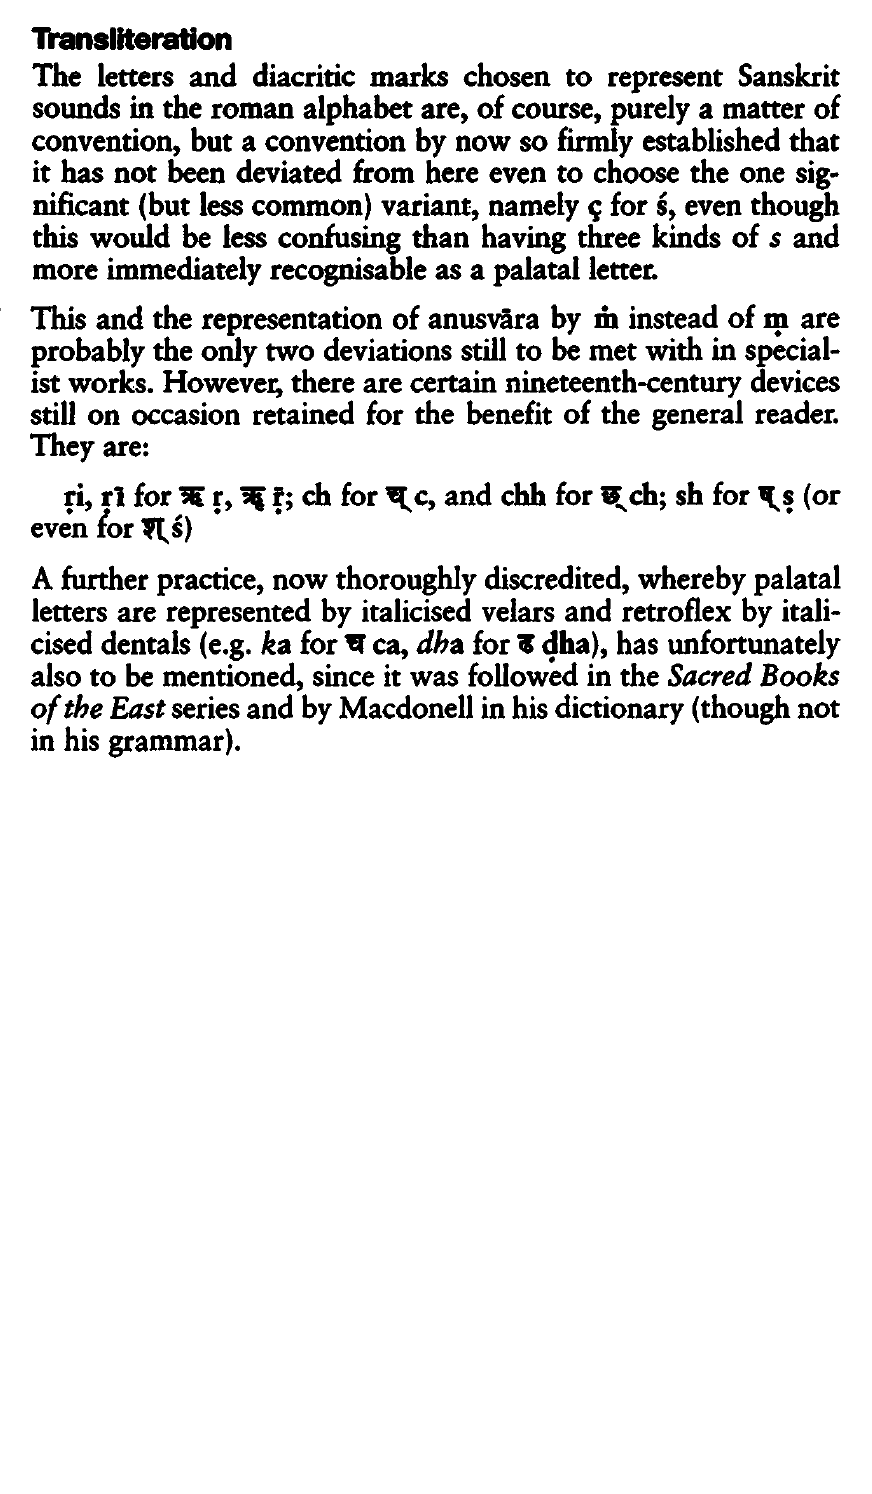 Transliteration
The letters and diacritic marks chosen to represent Sanskrit
sounds in the roman alphabet are, of course, purely a matter of
convention, but a convention by now so firmly established that
it has not been deviated from here even to choose the one sig-
nificant (but less common) variant, namely ç for ś, even though
this would be less confusing than having three kinds of s and
more immediately recognisable as a palatal letter.
This and the representation of anusvāra by ṁ instead of ṃ are
probably the only two deviations still to be met with in special-
ist works. However, there are certain nineteenth-century devices
still on occasion retained for the benefit of the general reader.
They are:
ṛi, ṛī for ऋ ṛ, ॠ ṝ; ch for च् c, and chh for छ् ch; sh for ष् ṣ (or
even for श् ś)
A further practice, now thoroughly discredited, whereby palatal
letters are represented by italicised velars and retroflex by itali-
cised dentals (e.g. ka for च ca, dha for ढ ḍha), has unfortunately
also to be mentioned, since it was followed in the Sacred Books
of the East series and by Macdonell in his dictionary (though not
in his grammar).